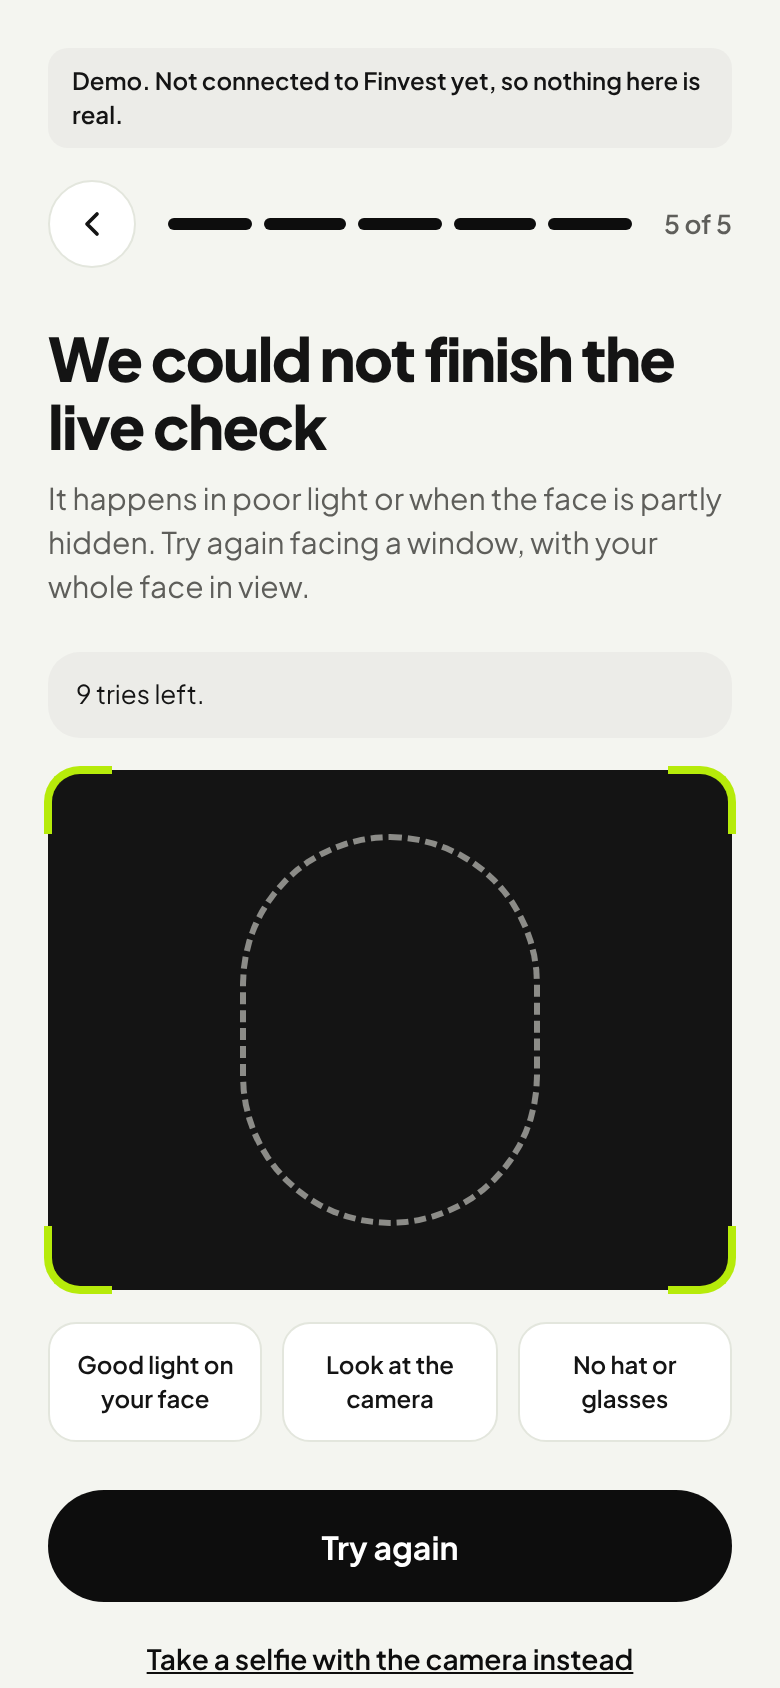 Demo. Not connected to Finvest yet, so nothing here is
real.
5 of 5
We could not finish the
live check
It happens in poor light or when the face is partly
hidden. Try again facing a window, with your
whole face in view.
9 tries left.
Good light on
your face
Look at the
camera
No hat or
glasses
Try again
Take a selfie with the camera instead